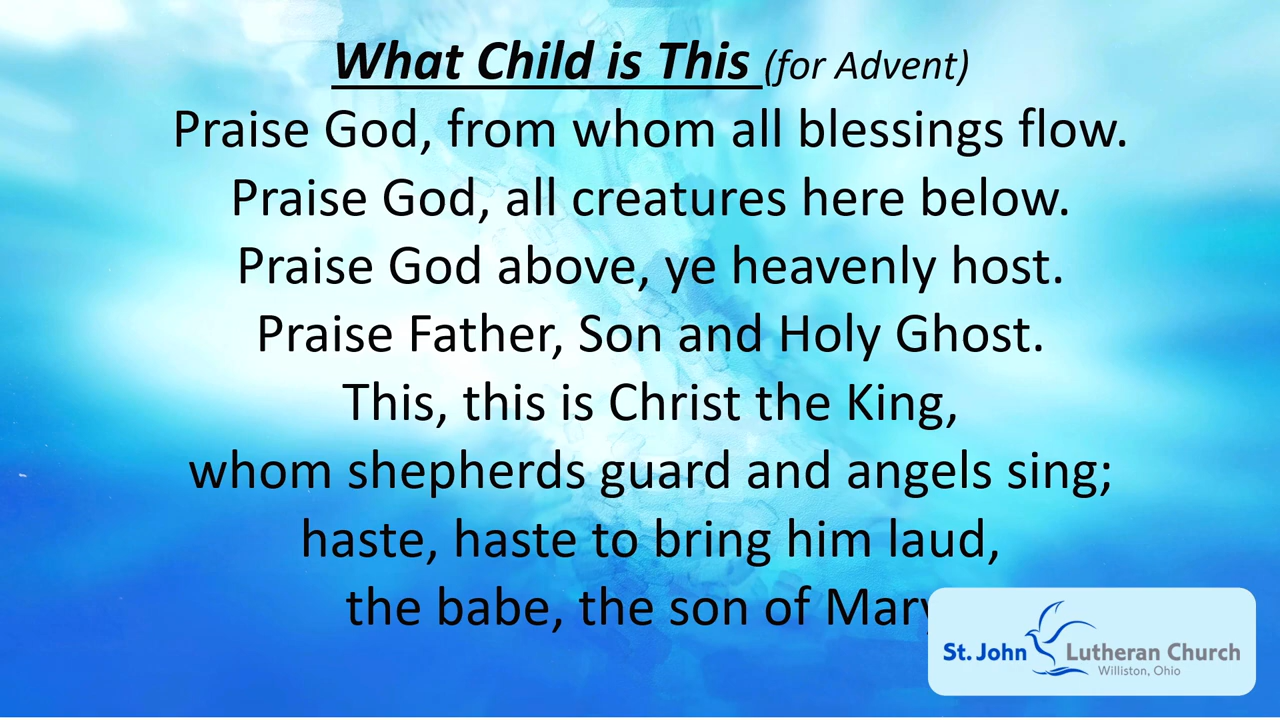 What Child is This (for Advent)
Praise God, from whom all blessings flow.
Praise God, all creatures here below.
Praise God above, ye heavenly host.
Praise Father, Son and Holy Ghost.
This, this is Christ the King,
whom shepherds guard and angels sing;
haste, haste to bring him laud,
the babe, the son of Mary
St. John Lutheran Church
Williston, Ohio